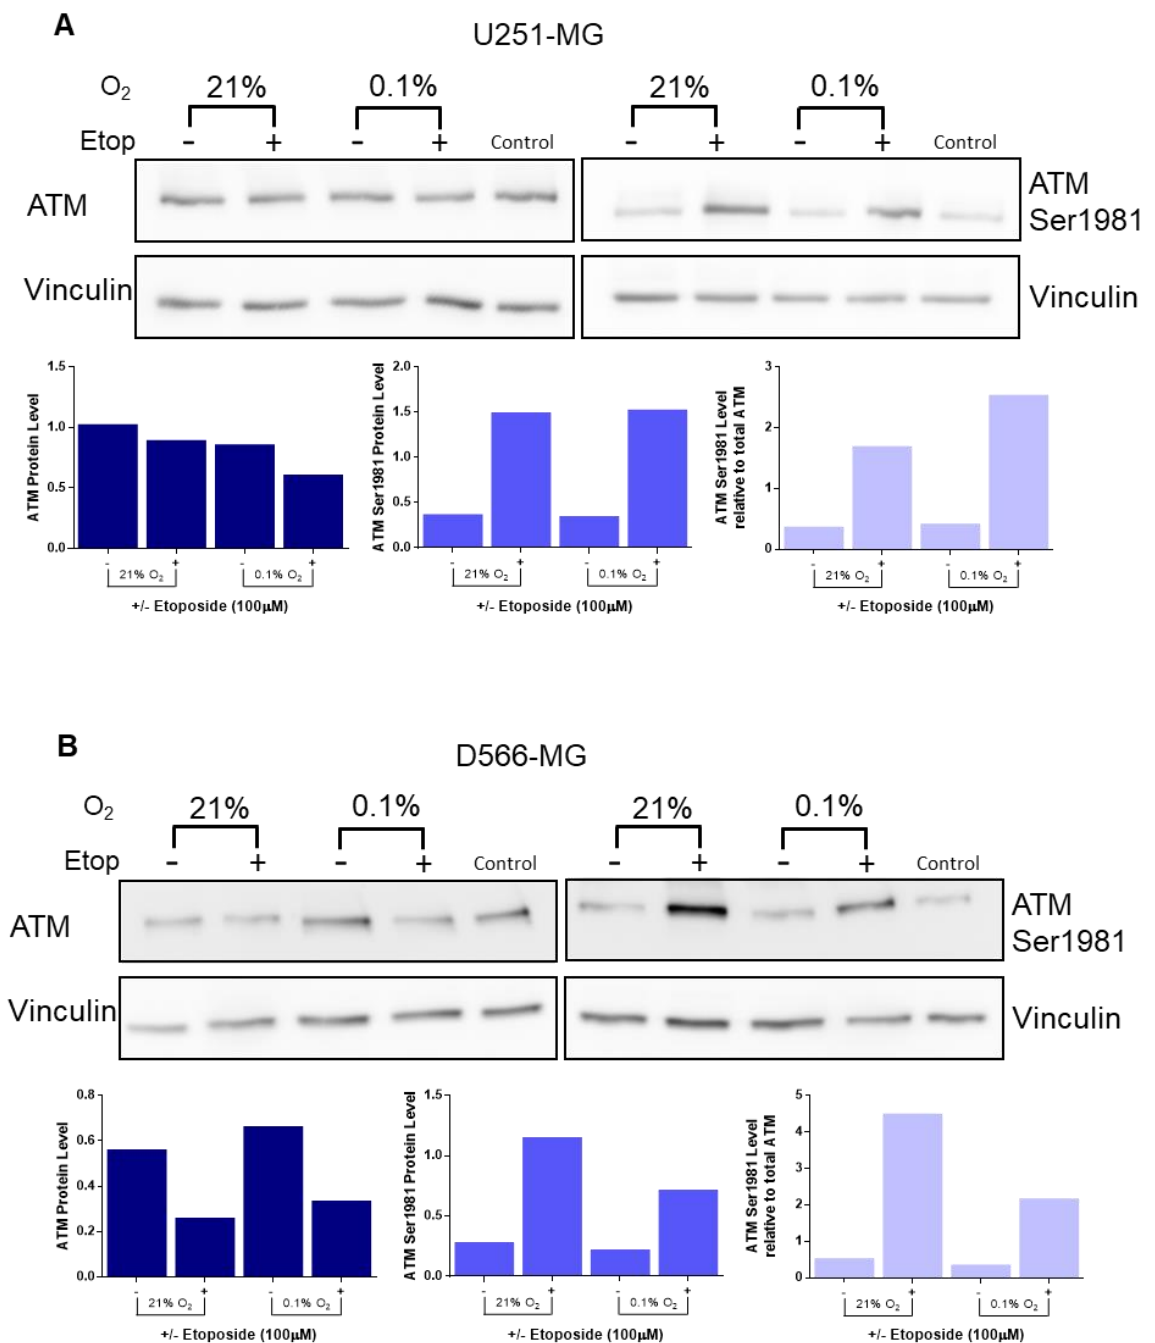 A
U251-MG
O₂ 21% 0.1% 21% 0.1%
Etop - + - + Control - + - + Control
ATM
ATM Ser1981
Vinculin
Vinculin
ATM Protein Level
1.5
1.0
0.5
0.0
- + - +
21% O₂ 0.1% O₂
+/- Etoposide (100μM)
ATM Ser1981 Protein Level
2.0
1.5
1.0
0.5
0.0
- + - +
21% O₂ 0.1% O₂
+/- Etoposide (100μM)
ATM Ser1981 Level
relative to total ATM
3
2
1
0
- + - +
21% O₂ 0.1% O₂
+/- Etoposide (100μM)
B
D566-MG
O₂ 21% 0.1% 21% 0.1%
Etop - + - + Control - + - + Control
ATM
ATM Ser1981
Vinculin
Vinculin
ATM Protein Level
0.8
0.6
0.4
0.2
0.0
- + - +
21% O₂ 0.1% O₂
+/- Etoposide (100μM)
ATM Ser1981 Protein Level
1.5
1.0
0.5
0.0
- + - +
21% O₂ 0.1% O₂
+/- Etoposide (100μM)
ATM Ser1981 Level
relative to total ATM
5
4
3
2
1
0
- + - +
21% O₂ 0.1% O₂
+/- Etoposide (100μM)